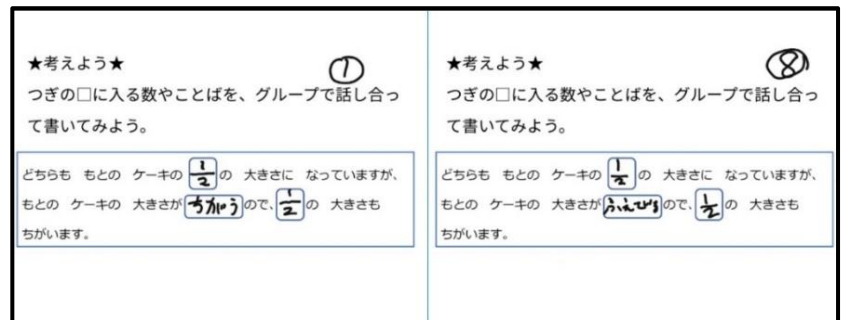 ★考えよう★
①
つぎの□に入る数やことばを、グループで話し合っ
て書いてみよう。
どちらも もとの ケーキの 1/2 の 大きさに なっていますが、
もとの ケーキの 大きさが ちがう ので、 1/2 の 大きさも
ちがいます。
★考えよう★
⑧
つぎの□に入る数やことばを、グループで話し合っ
て書いてみよう。
どちらも もとの ケーキの 1/2 の 大きさに なっていますが、
もとの ケーキの 大きさが ので、 1/2 の 大きさも
ちがいます。